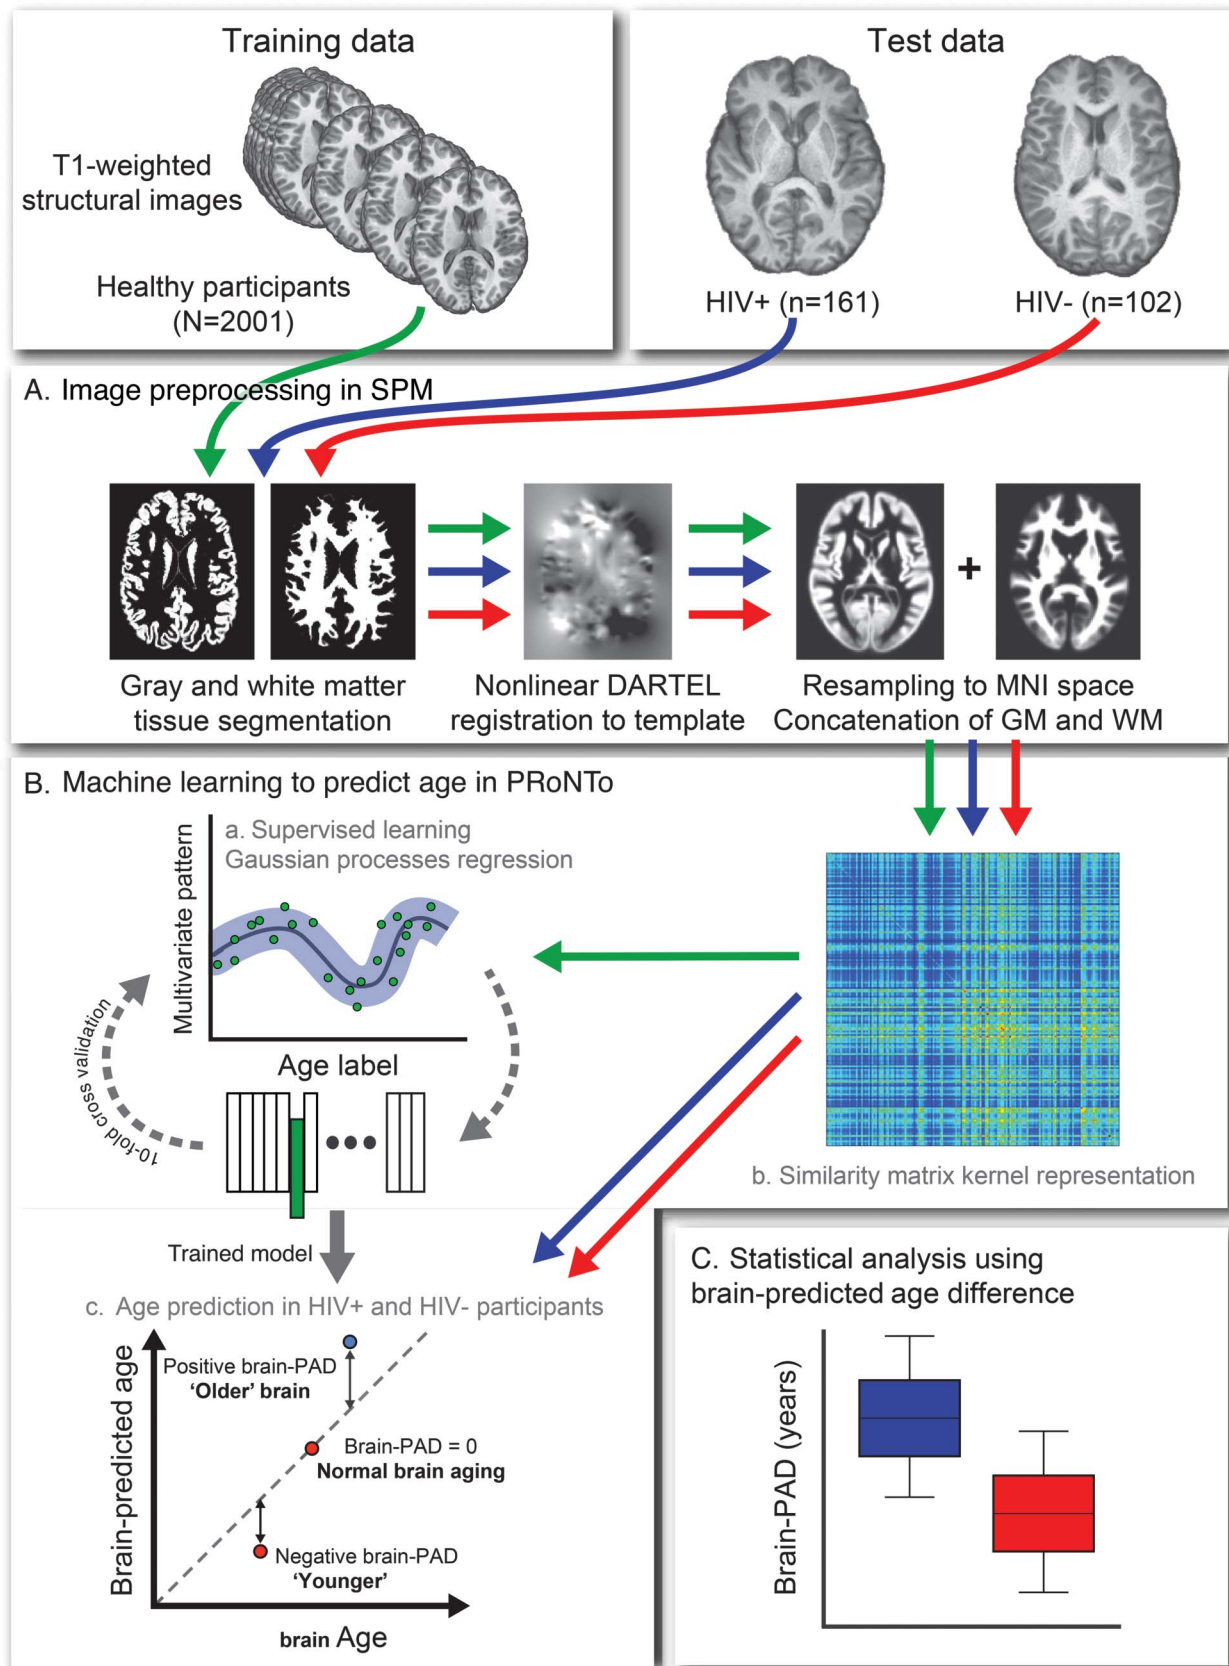 Training data
T1-weighted
structural images
Healthy participants
(N=2001)
Test data
HIV+ (n=161)
HIV- (n=102)
A. Image preprocessing in SPM
+
Gray and white matter
tissue segmentation
Nonlinear DARTEL
registration to template
Resampling to MNI space
Concatenation of GM and WM
B. Machine learning to predict age in PRoNTo
a. Supervised learning
Gaussian processes regression
Multivariate pattern
Age label
10-fold cross validation
b. Similarity matrix kernel representation
Trained model
c. Age prediction in HIV+ and HIV- participants
Brain-predicted age
Positive brain-PAD
‘Older’ brain
Brain-PAD = 0
Normal brain aging
Negative brain-PAD
‘Younger’
brain Age
C. Statistical analysis using
brain-predicted age difference
Brain-PAD (years)